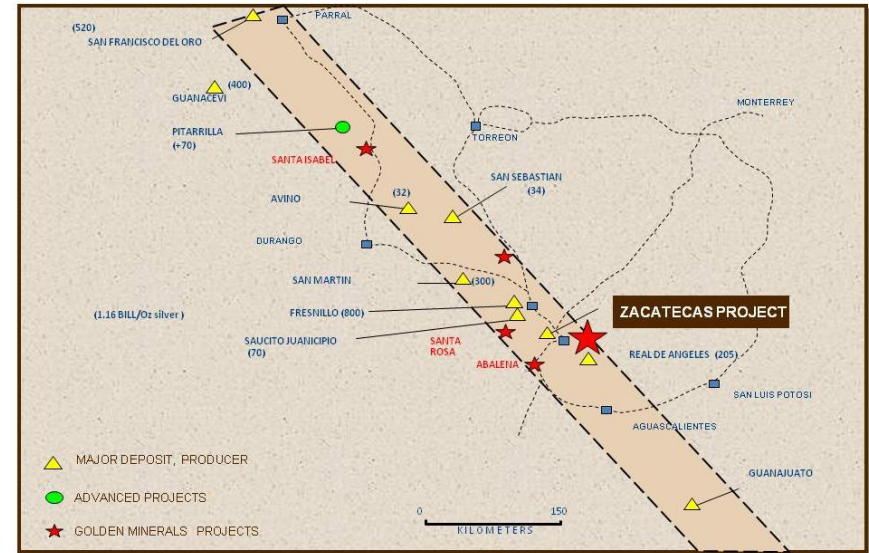 PARRAL
(520)
SAN FRANCISCO DEL ORO
(400)
GUANACEVI
MONTERREY
PITARRILLA
(+70)
TORREON
SANTA ISABEL
SAN SEBASTIAN
(34)
(32)
AVINO
DURANGO
SAN MARTIN
(300)
FRESNILLO (800)
(1.16 BILL/Oz silver )
ZACATECAS PROJECT
SAUCITO JUANICIPIO
(70)
SANTA
ROSA
ABALENA
REAL DE ANGELES (205)
SAN LUIS POTOSI
AGUASCALIENTES
GUANAJUATO
MAJOR DEPOSIT, PRODUCER
ADVANCED PROJECTS
GOLDEN MINERALS PROJECTS
0 150
KILOMETERS